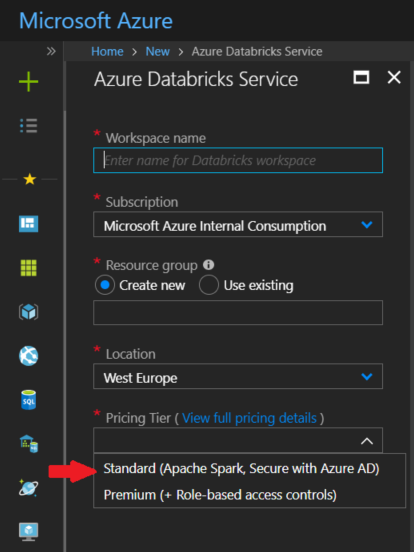 Microsoft Azure
Home > New > Azure Databricks Service
Azure Databricks Service
* Workspace name
Enter name for Databricks workspace
* Subscription
Microsoft Azure Internal Consumption
* Resource group
Create new Use existing
* Location
West Europe
* Pricing Tier ( View full pricing details )
Standard (Apache Spark, Secure with Azure AD)
Premium (+ Role-based access controls)
SQL